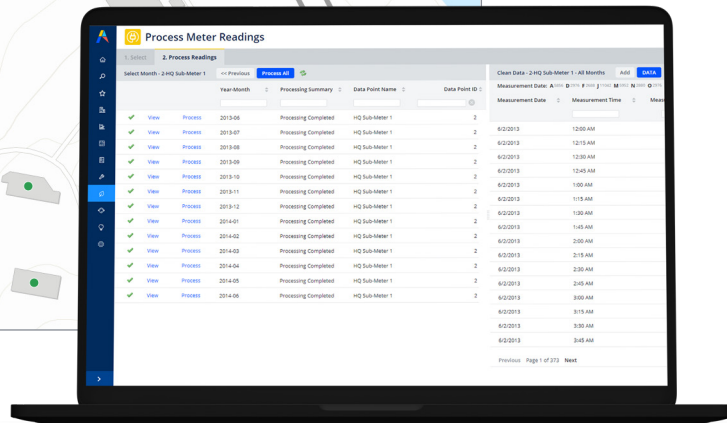 Process Meter Readings
1. Select 2. Process Readings
Select Month - 2-HQ Sub-Meter 1 << Previous Process All
Year-Month Processing Summary Data Point Name Data Point ID
View Process 2013-06 Processing Completed HQ Sub-Meter 1 2
View Process 2013-07 Processing Completed HQ Sub-Meter 1 2
View Process 2013-08 Processing Completed HQ Sub-Meter 1 2
View Process 2013-09 Processing Completed HQ Sub-Meter 1 2
View Process 2013-10 Processing Completed HQ Sub-Meter 1 2
View Process 2013-11 Processing Completed HQ Sub-Meter 1 2
View Process 2013-12 Processing Completed HQ Sub-Meter 1 2
View Process 2014-01 Processing Completed HQ Sub-Meter 1 2
View Process 2014-02 Processing Completed HQ Sub-Meter 1 2
View Process 2014-03 Processing Completed HQ Sub-Meter 1 2
View Process 2014-04 Processing Completed HQ Sub-Meter 1 2
View Process 2014-05 Processing Completed HQ Sub-Meter 1 2
View Process 2014-06 Processing Completed HQ Sub-Meter 1 2
Clean Data - 2-HQ Sub-Meter 1 - All Months Add DATA
Measurement Date: A D F J M N O
Measurement Date Measurement Time
6/2/2013 12:00 AM
6/2/2013 12:15 AM
6/2/2013 12:30 AM
6/2/2013 12:45 AM
6/2/2013 1:00 AM
6/2/2013 1:15 AM
6/2/2013 1:30 AM
6/2/2013 1:45 AM
6/2/2013 2:00 AM
6/2/2013 2:15 AM
6/2/2013 2:30 AM
6/2/2013 2:45 AM
6/2/2013 3:00 AM
6/2/2013 3:15 AM
6/2/2013 3:30 AM
6/2/2013 3:45 AM
Previous Page 1 of 373 Next